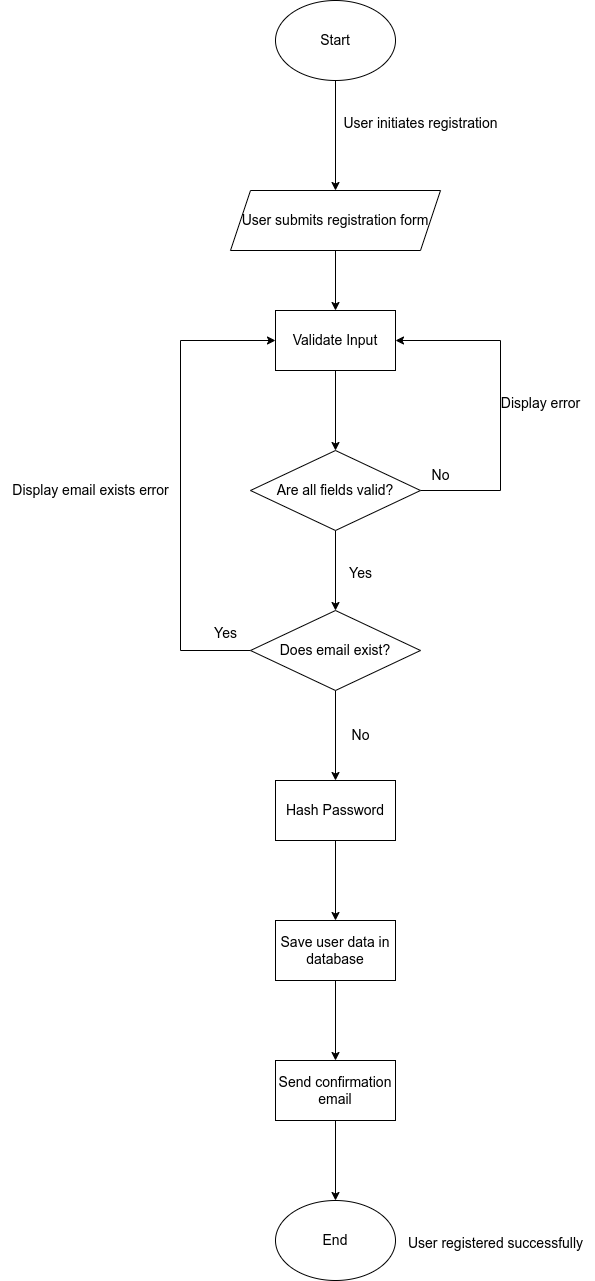 Start
User initiates registration
User submits registration form
Validate Input
Display error
No
Are all fields valid?
Display email exists error
Yes
Yes
Does email exist?
No
Hash Password
Save user data in
database
Send confirmation
email
End
User registered successfully